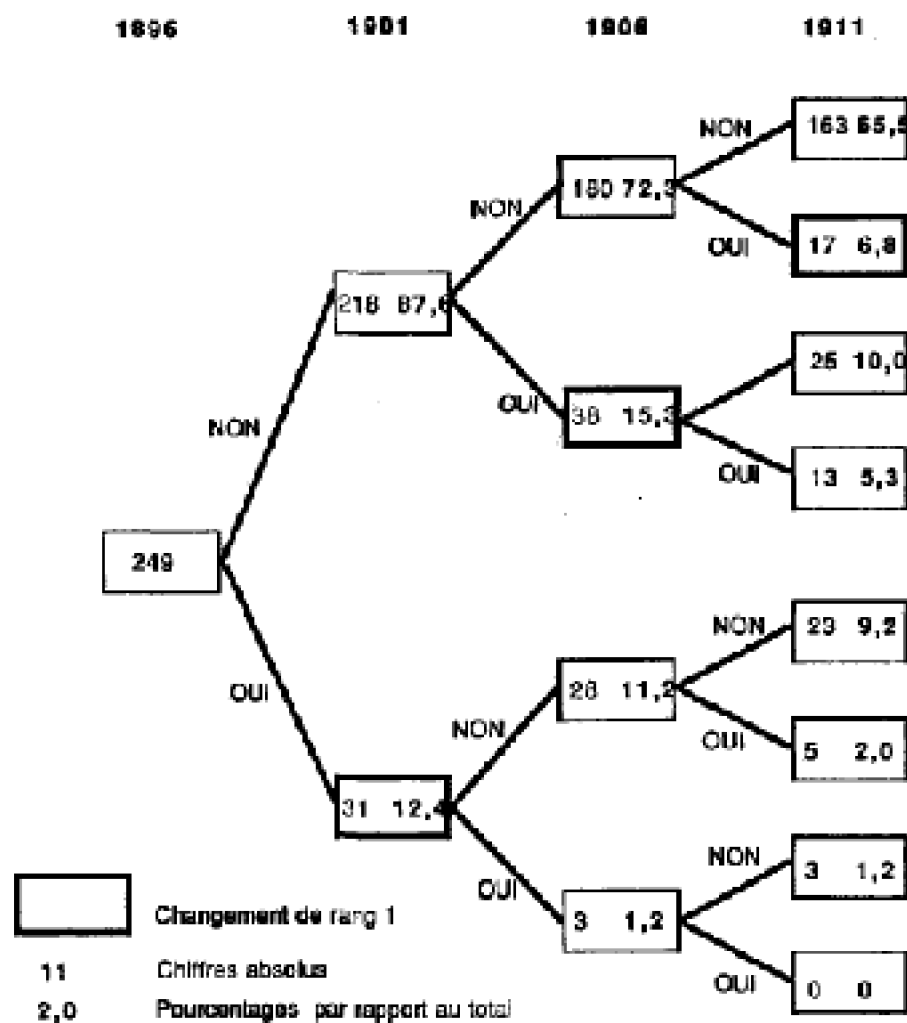 1896 1901 1906 1911
NON 163 65,5
NON 180 72,3
OUI 17 6,8
218 87,6
25 10,0
OUI 38 15,3
NON
OUI 13 5,3
249
NON 23 9,2
OUI
NON 28 11,2
OUI 5 2,0
31 12,4
NON 3 1,2
OUI
3 1,2
Changement de rang 1
OUI 0 0
11 Chiffres absolus
2,0 Pourcentages par rapport au total